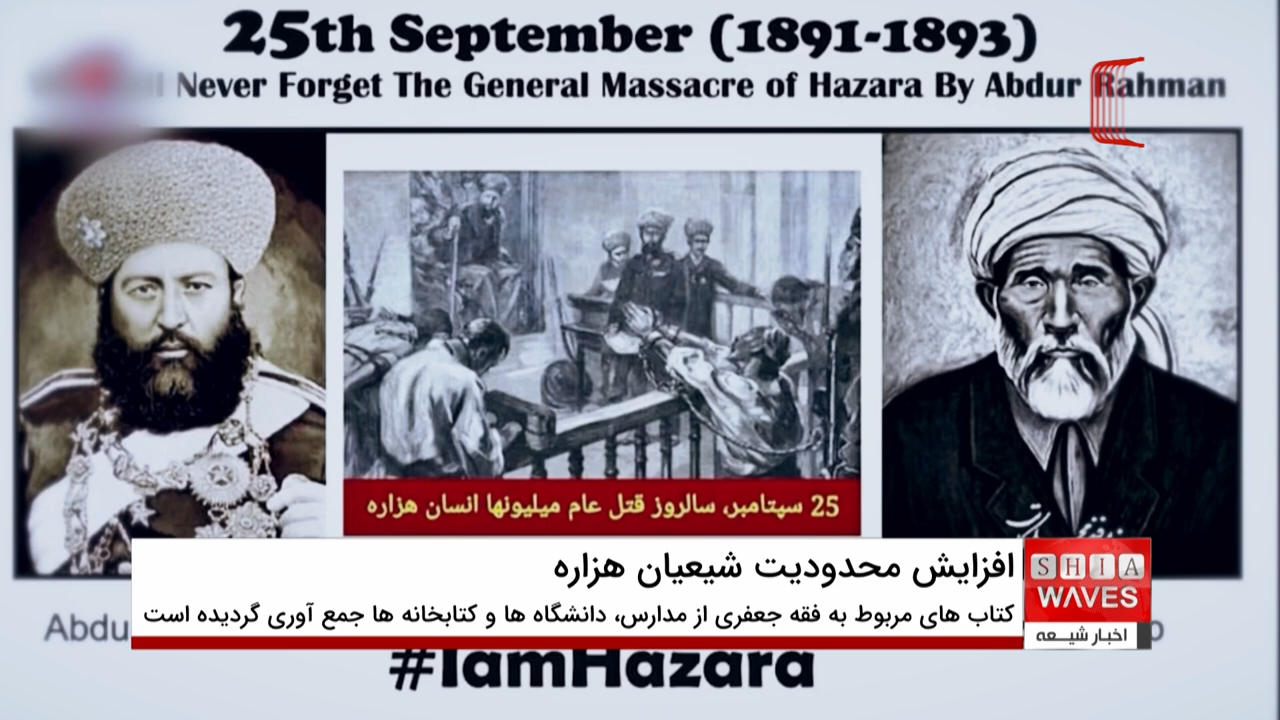 25th September (1891-1893)
Never Forget The General Massacre of Hazara By Abdur Rahman
25 سپتامبر، سالروز قتل عام میلیونها انسان هزاره
افزایش محدودیت شیعیان هزاره
کتاب های مربوط به فقه جعفری از مدارس، دانشگاه ها و کتابخانه ها جمع آوری گردیده است
SHIA
WAVES
اخبار شیعه
Abdu
#IamHazara